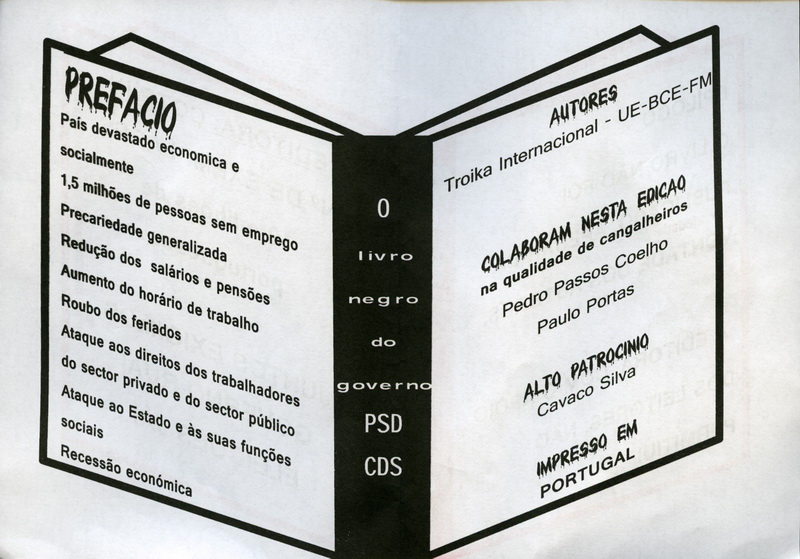 PREFACIO
País devastado economica e
socialmente
1,5 milhões de pessoas sem emprego
Precariedade generalizada
Redução dos salários e pensões
Aumento do horário de trabalho
Roubo dos feriados
Ataque aos direitos dos trabalhadores
do sector privado e do sector público
Ataque ao Estado e às suas funções
sociais
Recessão económica
O
livro
negro
do
governo
PSD
CDS
AUTORES
Troika Internacional - UE-BCE-FM
COLABORAM NESTA EDICAO
na qualidade de cangalheiros
Pedro Passos Coelho
Paulo Portas
ALTO PATROCINIO
Cavaco Silva
IMPRESSO EM
PORTUGAL